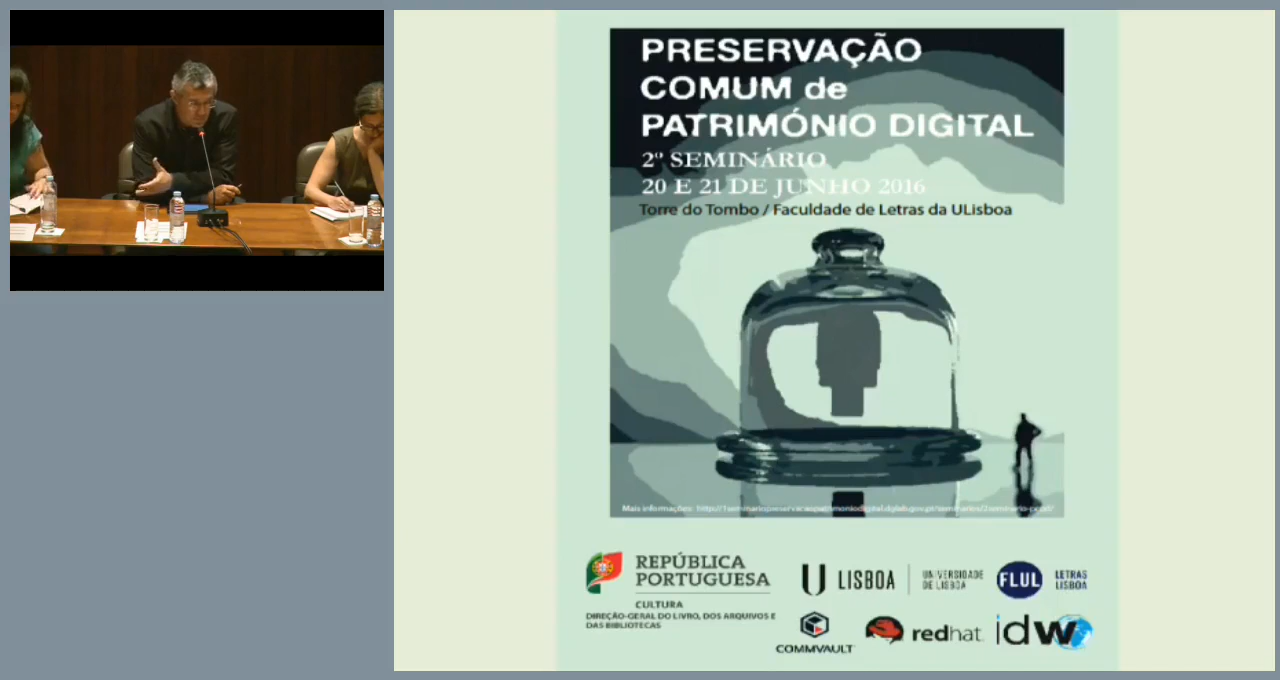 PRESERVAÇÃO
COMUM de
PATRIMÓNIO DIGITAL
2º SEMINÁRIO
20 E 21 DE JUNHO 2016
Torre do Tombo / Faculdade de Letras da ULisboa
Mais informações:
REPÚBLICA
PORTUGUESA
CULTURA
DIREÇÃO-GERAL DO LIVRO, DOS ARQUIVOS E
DAS BIBLIOTECAS
LISBOA
UNIVERSIDADE
DE LISBOA
FLUL
LETRAS
LISBOA
COMMVAULT
redhat.
idw